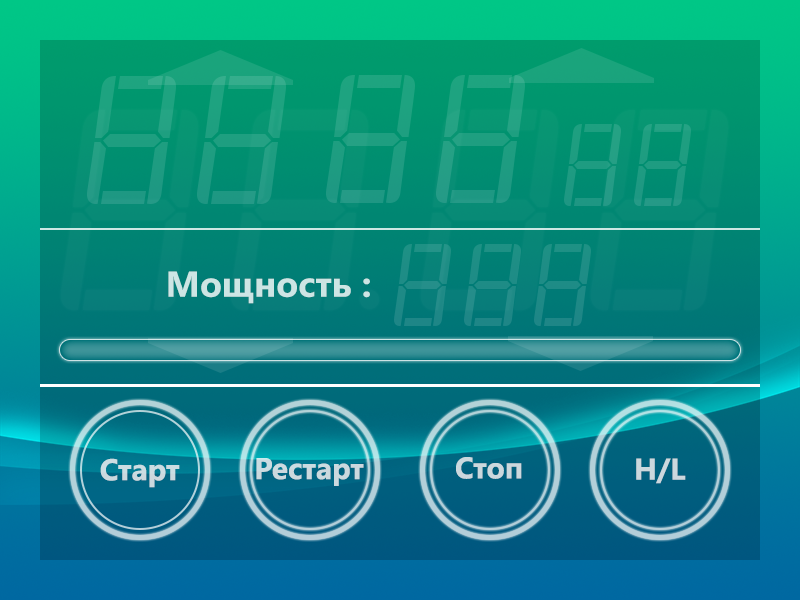 Мощность :
Старт
Рестарт
Стоп
H/L